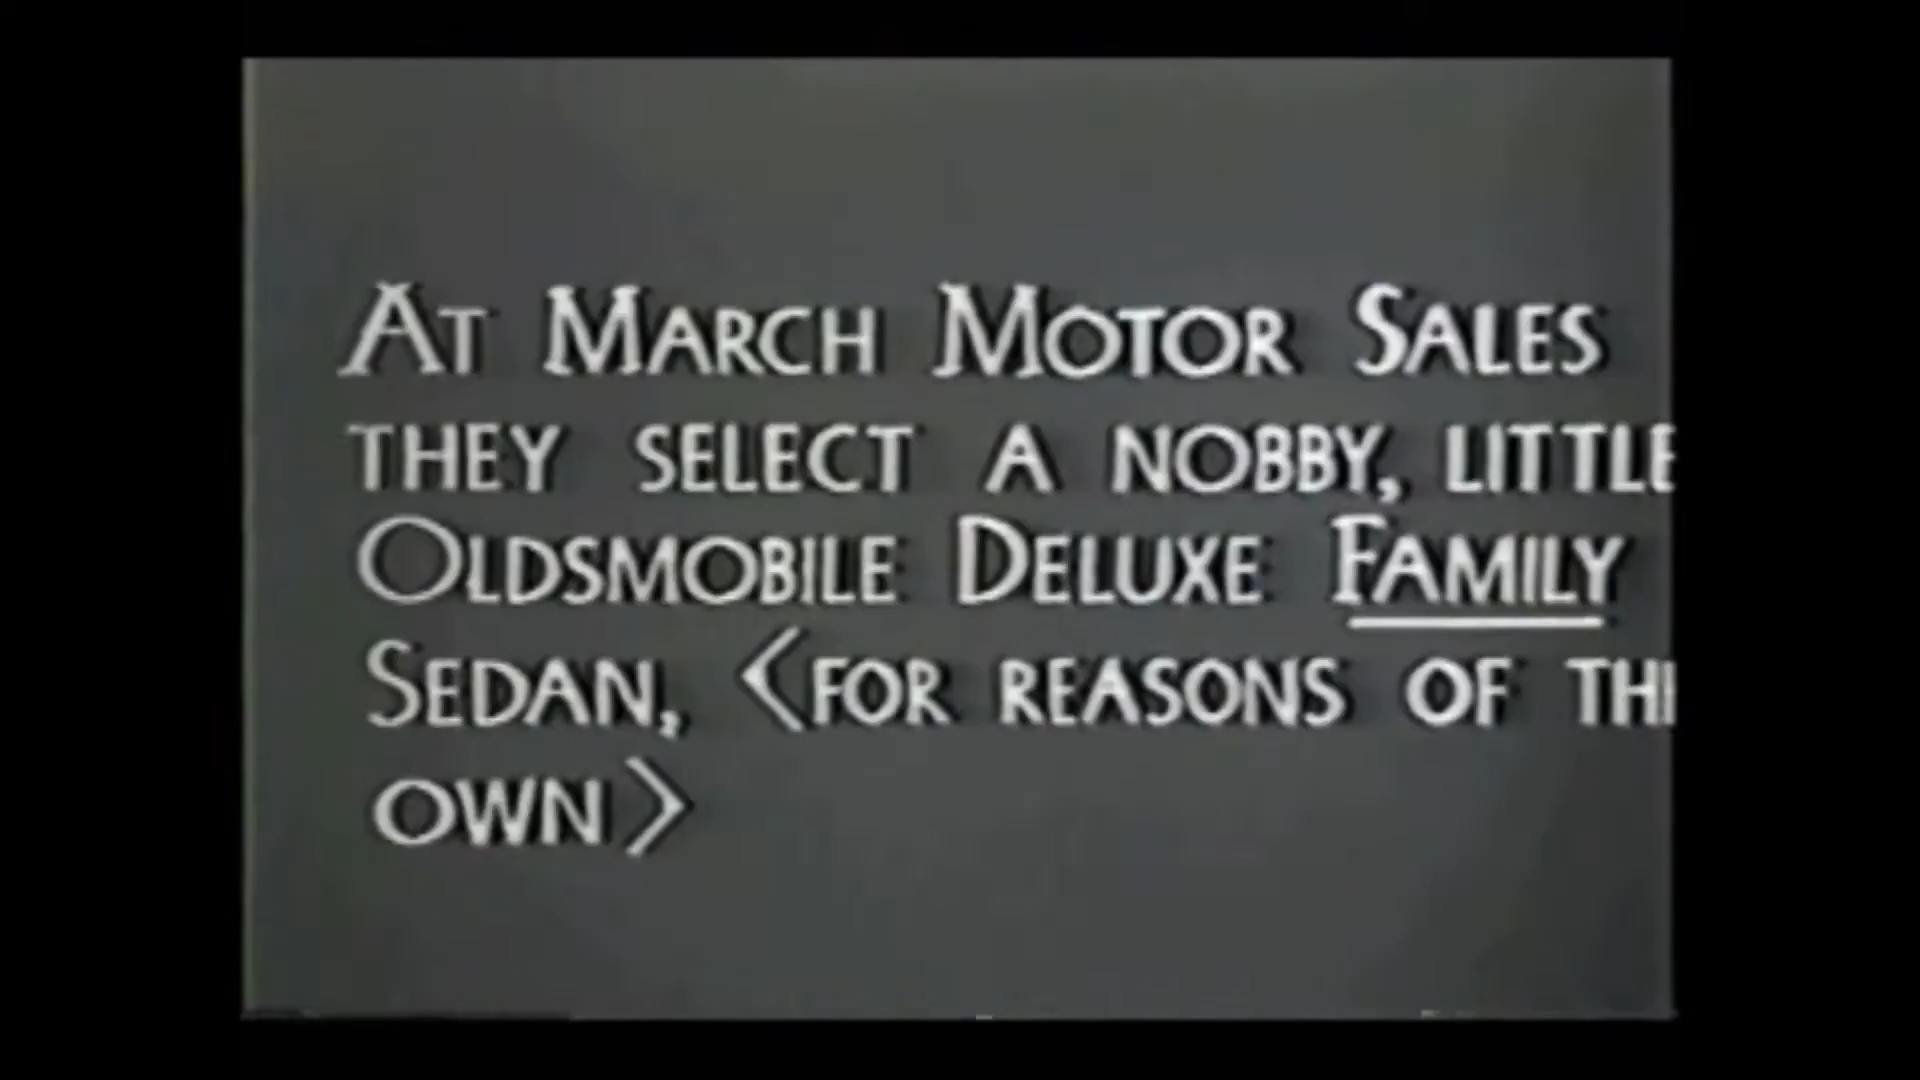 AT MARCH MOTOR SALES
THEY SELECT A NOBBY, LITTLE
OLDSMOBILE DELUXE FAMILY
SEDAN, <FOR REASONS OF
OWN>